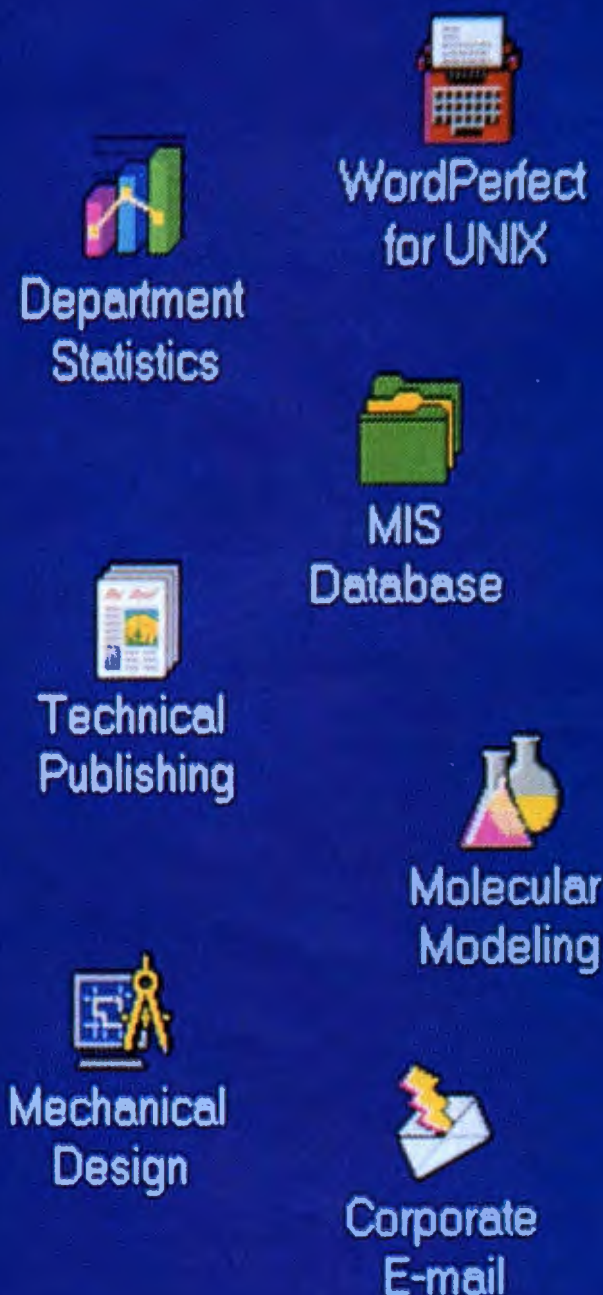 WordPerfect
for UNIX
Department
Statistics
MIS
Database
Technical
Publishing
Molecular
Modeling
Mechanical
Design
Corporate
E-mail